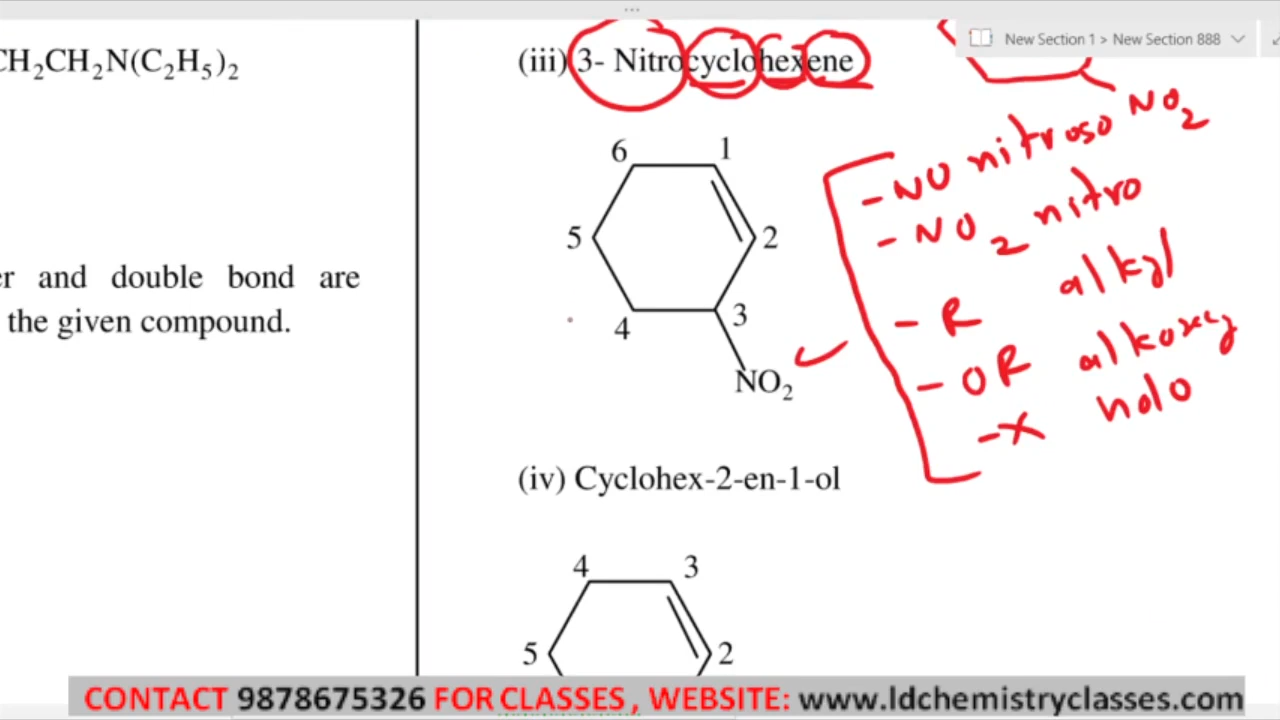 New Section 1 > New Section 888
CH₂CH₂N(C₂H₅)₂
er and double bond are
the given compound.
(iii) 3- Nitrocyclohexene
6
1
5
2
4
3
NO₂
NO₂
-NO nitroso
-NO₂ nitro
-R alkyl
-OR alkoxy
-X halo
(iv) Cyclohex-2-en-1-ol
4
3
5
2
CONTACT 9878675326 FOR CLASSES , WEBSITE: www.ldchemistryclasses.com